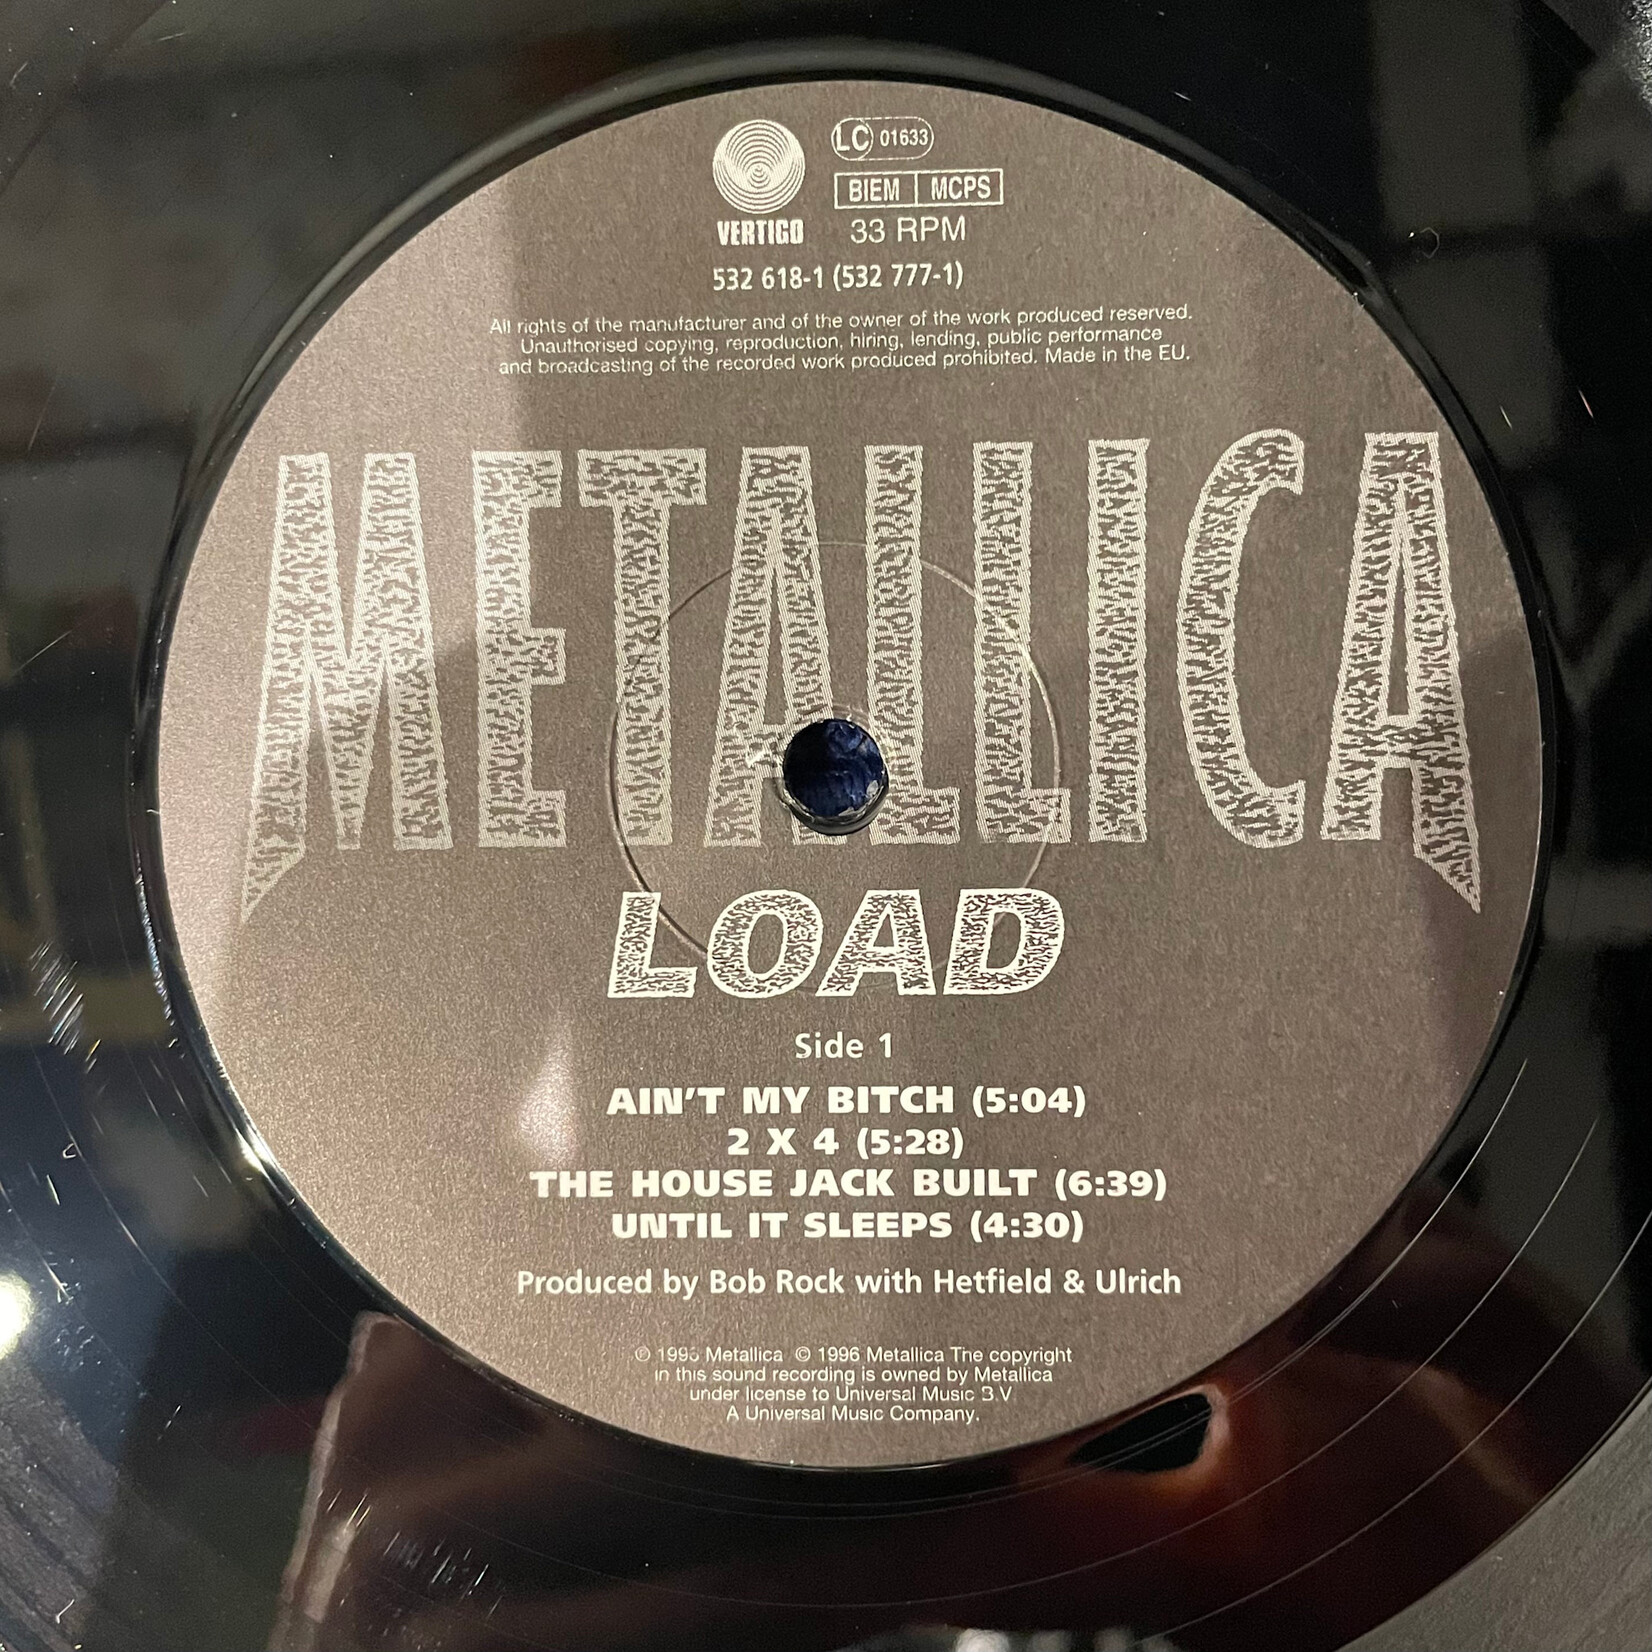 LC 01633
BIEM MCPS
VERTIGO 33 RPM
532 618-1 (532 777-1)
All rights of the manufacturer and of the owner of the work produced reserved.
Unauthorised copying, reproduction, hiring, lending, public performance
and broadcasting of the recorded work produced prohibited. Made in the EU.
METALLICA
LOAD
Side 1
AIN'T MY BITCH (5:04)
2 X 4 (5:28)
THE HOUSE JACK BUILT (6:39)
UNTIL IT SLEEPS (4:30)
Produced by Bob Rock with Hetfield & Ulrich
℗ 1996 Metallica © 1996 Metallica The copyright
in this sound recording is owned by Metallica
under license to Universal Music B.V
A Universal Music Company.